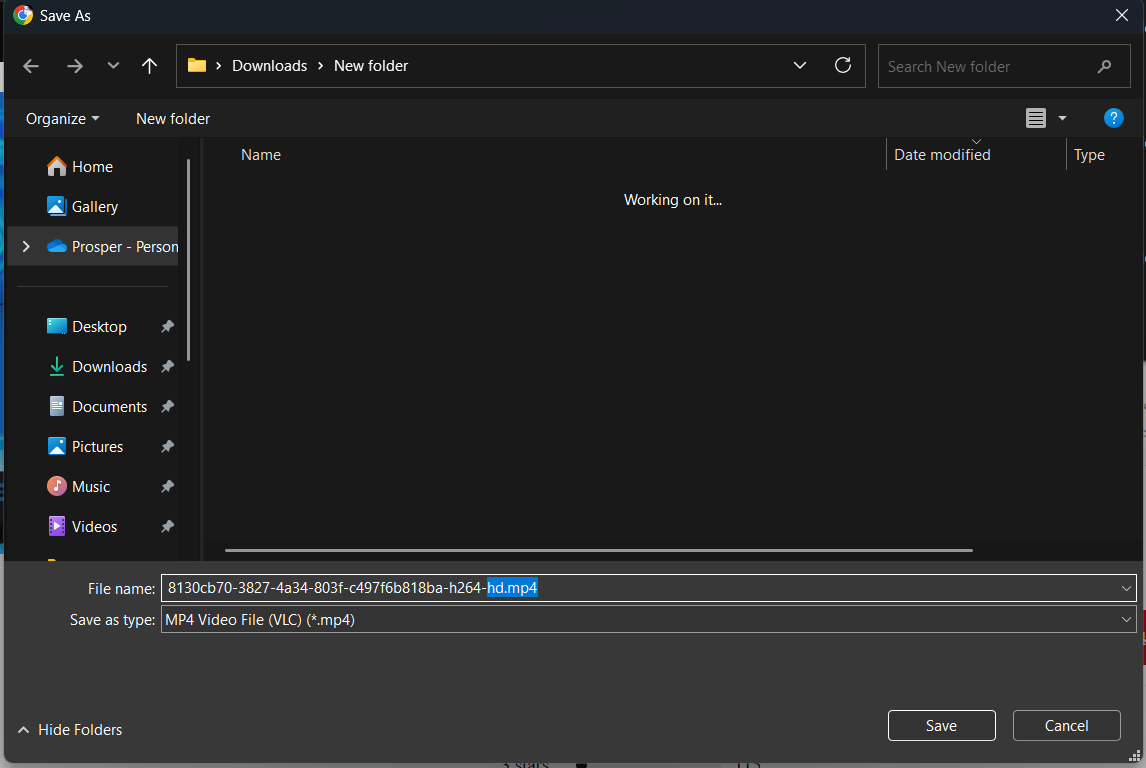 Save As
Downloads > New folder
Search New folder
Organize
New folder
Name
Date modified
Type
Working on it...
Home
Gallery
Prosper - Person
Desktop
Downloads
Documents
Pictures
Music
Videos
File name: 8130cb70-3827-4a34-803f-c497f6b818ba-h264-hd.mp4
Save as type: MP4 Video File (VLC) (*.mp4)
Hide Folders
Save
Cancel